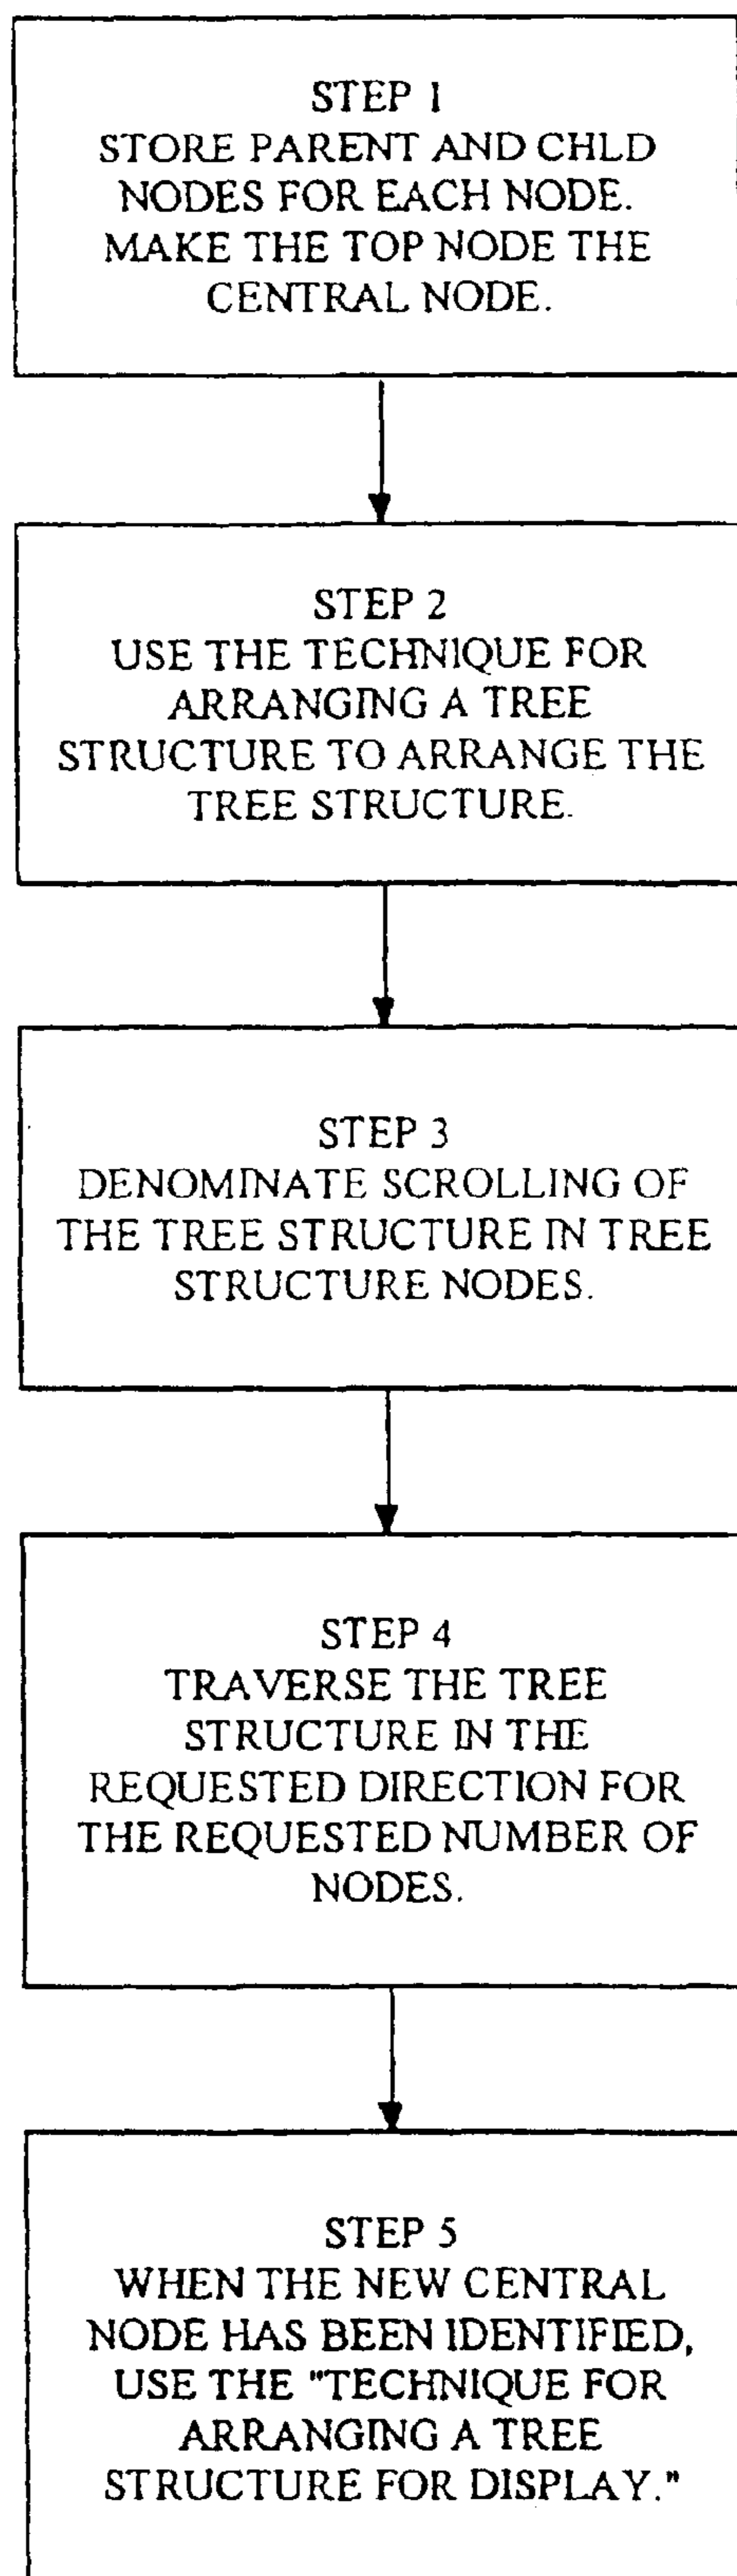 STEP 1
STORE PARENT AND CHLD
NODES FOR EACH NODE.
MAKE THE TOP NODE THE
CENTRAL NODE.
STEP 2
USE THE TECHNIQUE FOR
ARRANGING A TREE
STRUCTURE TO ARRANGE THE
TREE STRUCTURE.
STEP 3
DENOMINATE SCROLLING OF
THE TREE STRUCTURE IN TREE
STRUCTURE NODES.
STEP 4
TRAVERSE THE TREE
STRUCTURE IN THE
REQUESTED DIRECTION FOR
THE REQUESTED NUMBER OF
NODES.
STEP 5
WHEN THE NEW CENTRAL
NODE HAS BEEN IDENTIFIED,
USE THE "TECHNIQUE FOR
ARRANGING A TREE
STRUCTURE FOR DISPLAY."